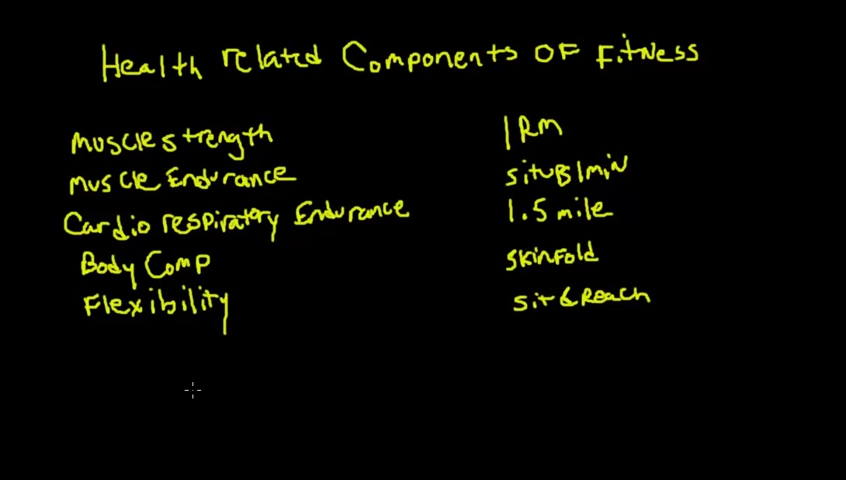 Health related Components OF Fitness
Muscle strength 1RM
Muscle Endurance situps/min
Cardio respiratory Endurance 1.5 mile
Body Comp skinfold
Flexibility sit & Reach